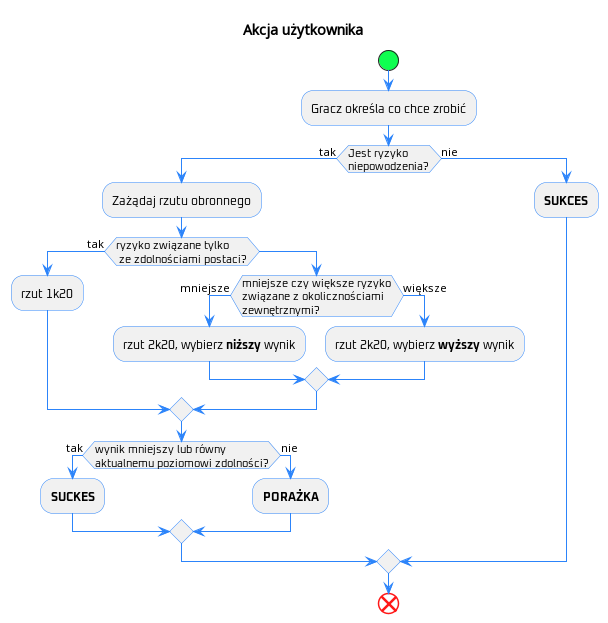 Akcja użytkownika
Gracz określa co chce zrobić
tak
Jest ryzyko
niepowodzenia?
nie
Zażądaj rzutu obronnego
SUKCES
tak
ryzyko związane tylko
ze zdolnościami postaci?
rzut 1k20
mniejsze
mniejsze czy większe ryzyko
związane z okolicznościami
zewnętrznymi?
większe
rzut 2k20, wybierz niższy wynik
rzut 2k20, wybierz wyższy wynik
tak
wynik mniejszy lub równy
aktualnemu poziomowi zdolności?
nie
SUCKES
PORAŻKA